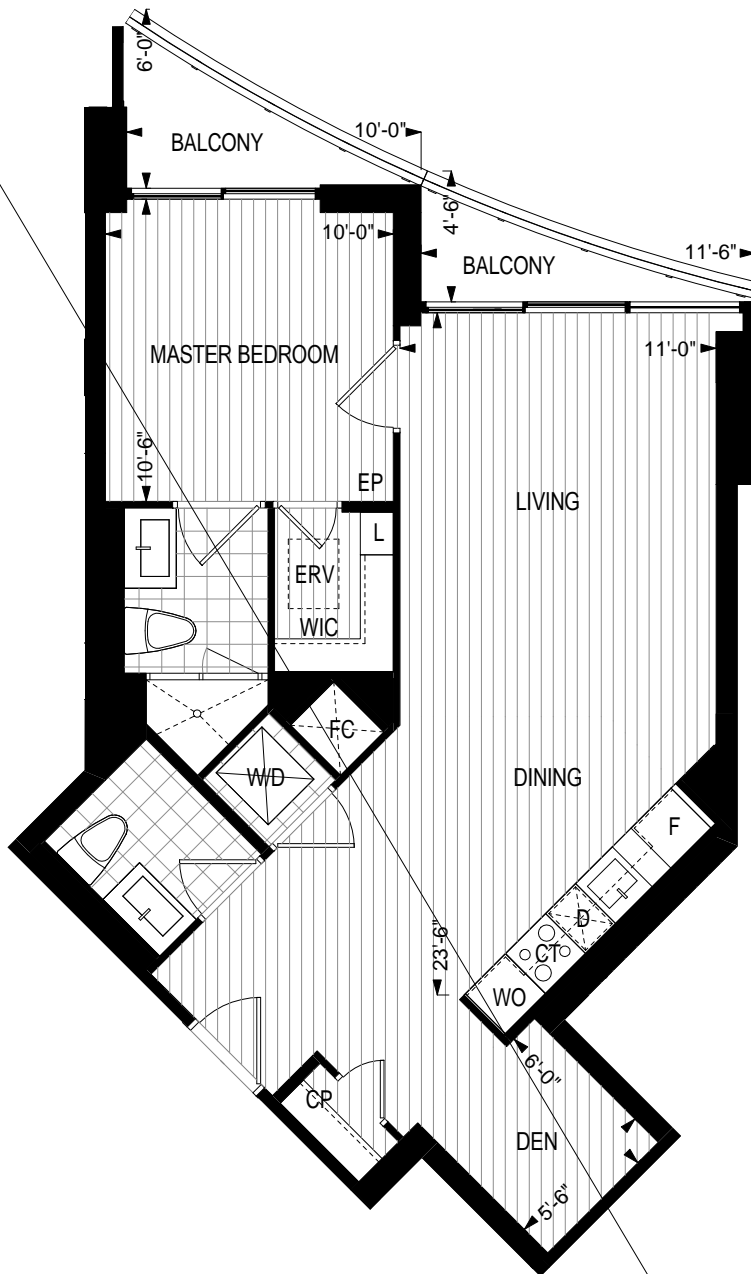 6'-0"
BALCONY
10'-0"
4'-6"
10'-0"
BALCONY
11'-6"
MASTER BEDROOM
11'-0"
10'-6"
EP
LIVING
L
ERV
WIC
FC
W/D
DINING
F
D
23'-6"
CT
WO
6'-0"
CP
DEN
5'-6"